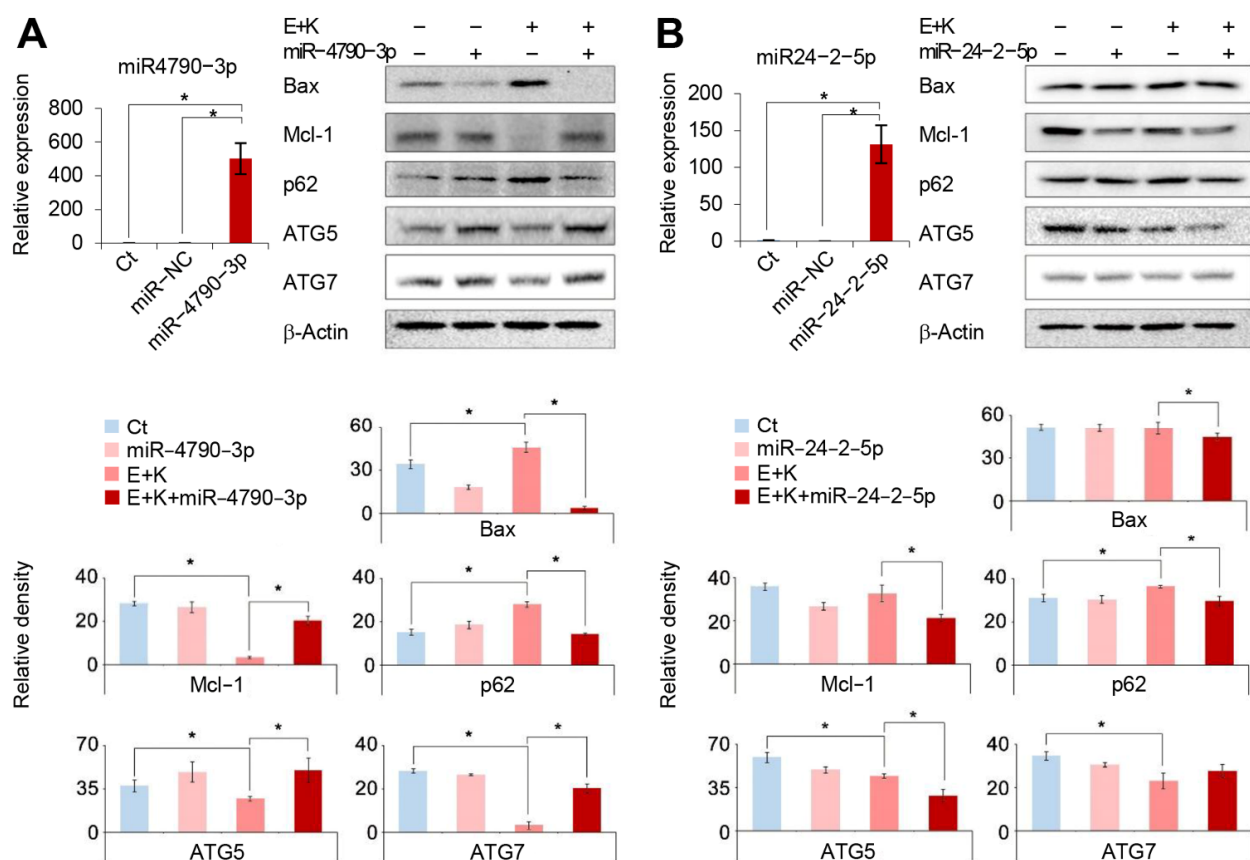 A
miR4790−3p
Relative expression
800
600
400
200
0
*
*
Ct
miR−NC
miR−4790−3p
E+K − − + +
miR−4790−3p − + − +
Bax
Mcl-1
p62
ATG5
ATG7
β-Actin
Ct
miR−4790−3p
E+K
E+K+miR−4790−3p
Relative density
60
30
0
* *
Bax
40
20
0
* *
Mcl−1
40
20
0
* *
p62
70
35
0
* *
ATG5
40
20
0
* *
ATG7
B
miR24−2−5p
Relative expression
200
150
100
50
0
*
*
Ct
miR−NC
miR−24−2−5p
E+K − − + +
miR−24−2−5p − + − +
Bax
Mcl-1
p62
ATG5
ATG7
β-Actin
Ct
miR−24−2−5p
E+K
E+K+miR−24−2−5p
Relative density
60
30
0
*
Bax
40
20
0
*
Mcl−1
40
20
0
* *
p62
70
35
0
* *
ATG5
40
20
0
*
ATG7